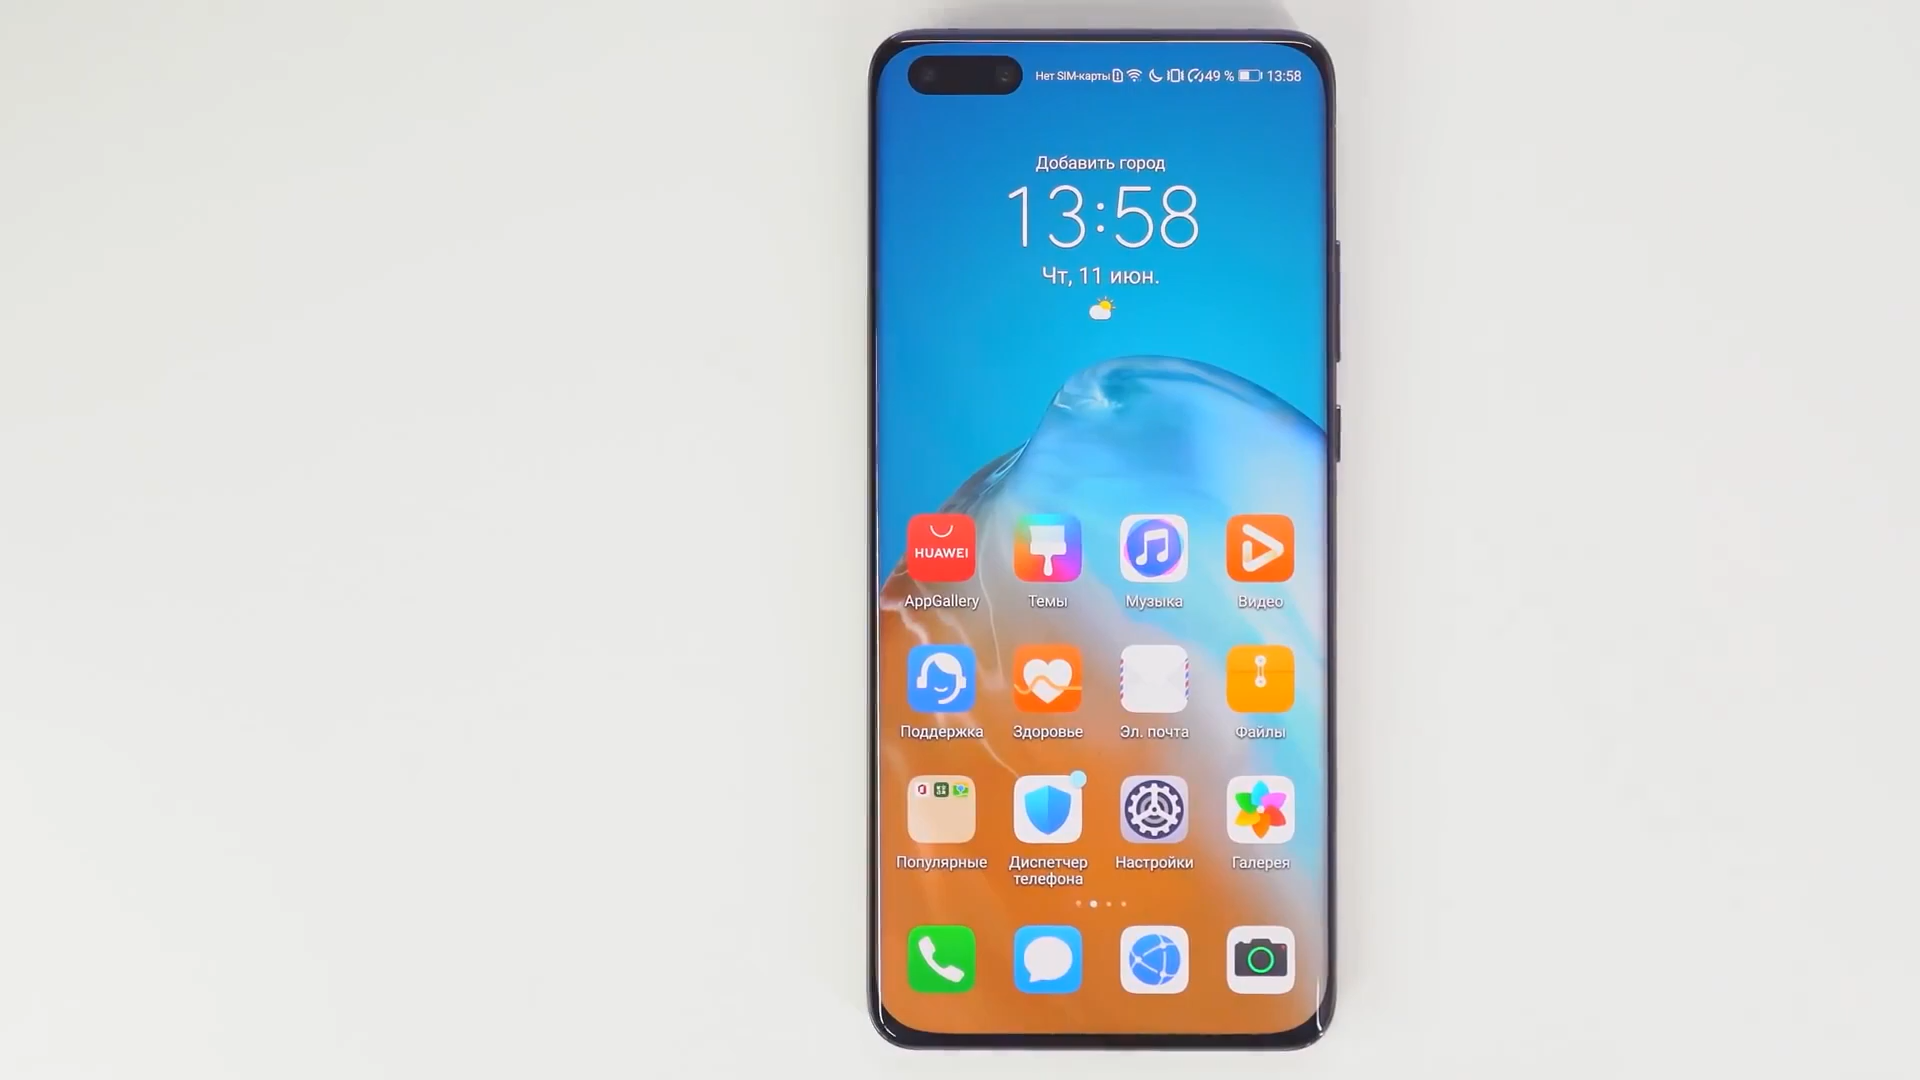 Нет SIM-карты 49 % 13:58
Добавить город
13:58
Чт, 11 июн.
HUAWEI
AppGallery Темы Музыка Видео
Поддержка Здоровье Эл. почта Файлы
Популярные Диспетчер телефона Настройки Галерея